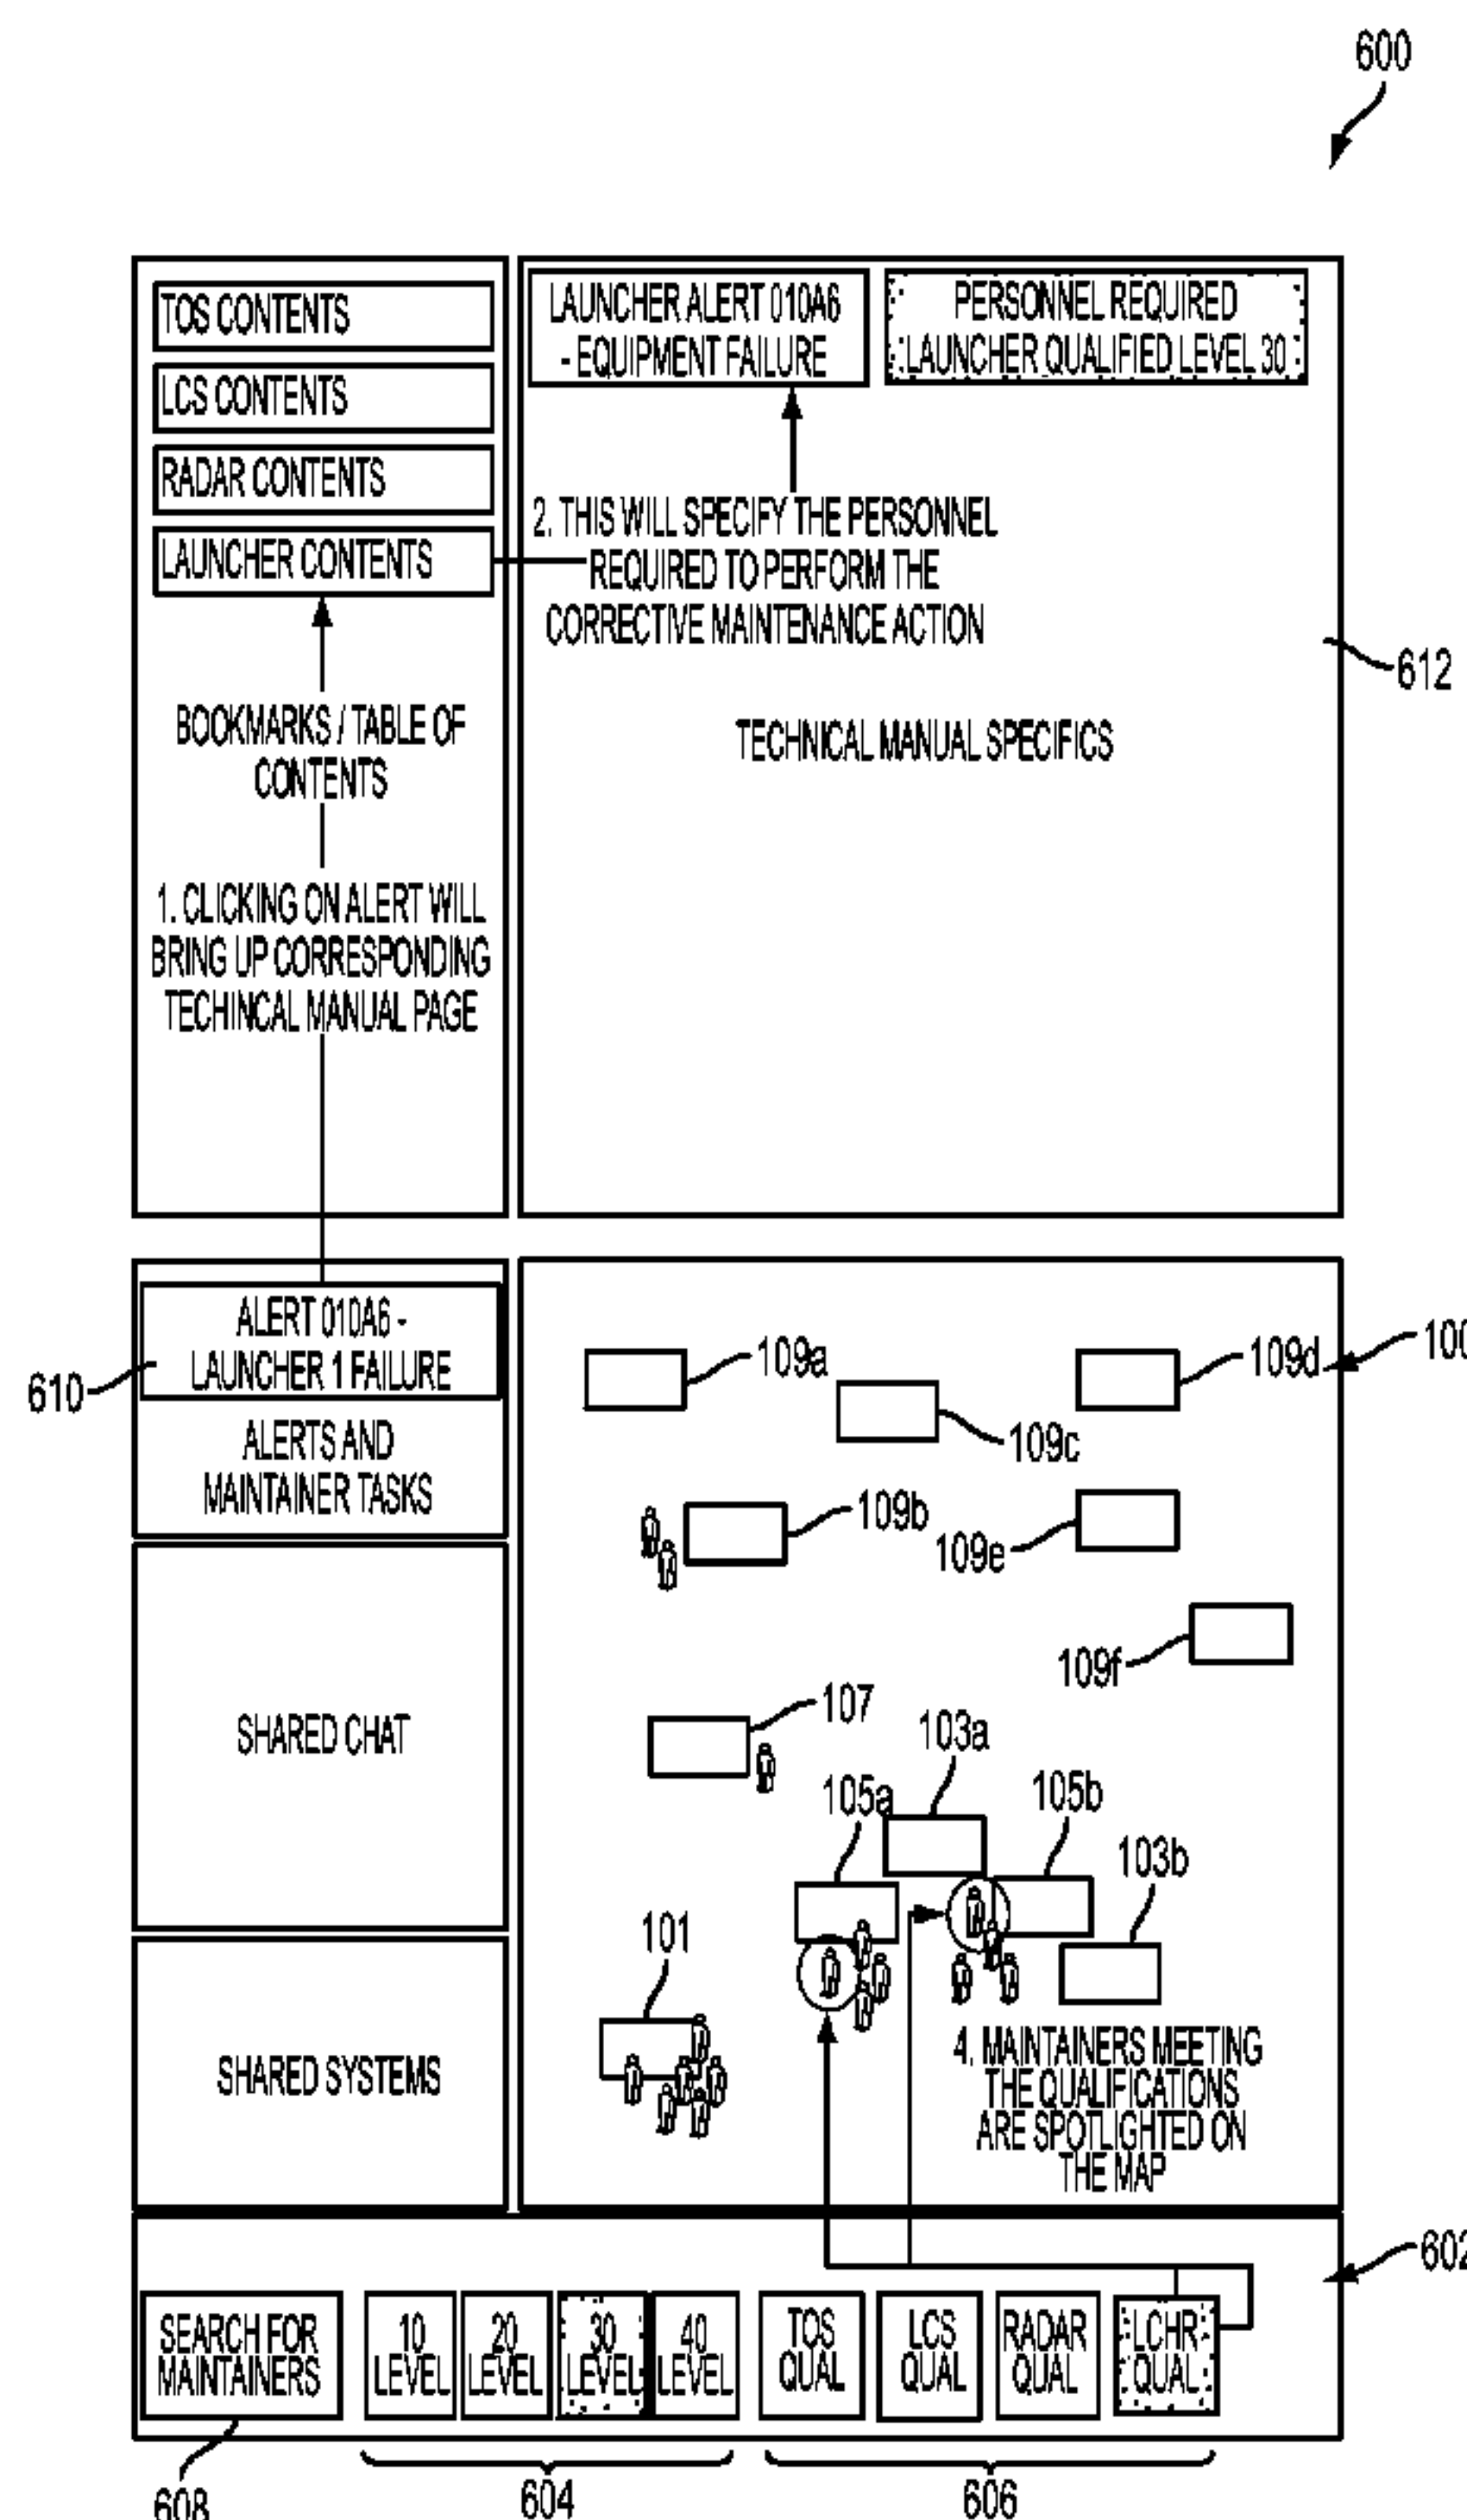 600
TOS CONTENTS
LCS CONTENTS
RADAR CONTENTS
LAUNCHER CONTENTS
BOOKMARKS / TABLE OF
CONTENTS
1. CLICKING ON ALERT WILL
BRING UP CORRESPONDING
TECHINCAL MANUAL PAGE
LAUNCHER ALERT 010A6
- EQUIPMENT FAILURE
PERSONNEL REQUIRED
LAUNCHER QUALIFIED LEVEL 30
2. THIS WILL SPECIFY THE PERSONNEL
REQUIRED TO PERFORM THE
CORRECTIVE MAINTENANCE ACTION
612
TECHNICAL MANUAL SPECIFICS
ALERT 010A6 -
LAUNCHER 1 FAILURE
610
ALERTS AND
MAINTAINER TASKS
SHARED CHAT
SHARED SYSTEMS
100
109a
109d
109c
109b
109e
109f
107
103a
105a
105b
103b
101
4. MAINTAINERS MEETING
THE QUALIFICATIONS
ARE SPOTLIGHTED ON
THE MAP
602
SEARCH FOR
MAINTAINERS
10
LEVEL
20
LEVEL
30
LEVEL
40
LEVEL
TOS
QUAL
LCS
QUAL
RADAR
QUAL
LCHR
QUAL
608
604
606